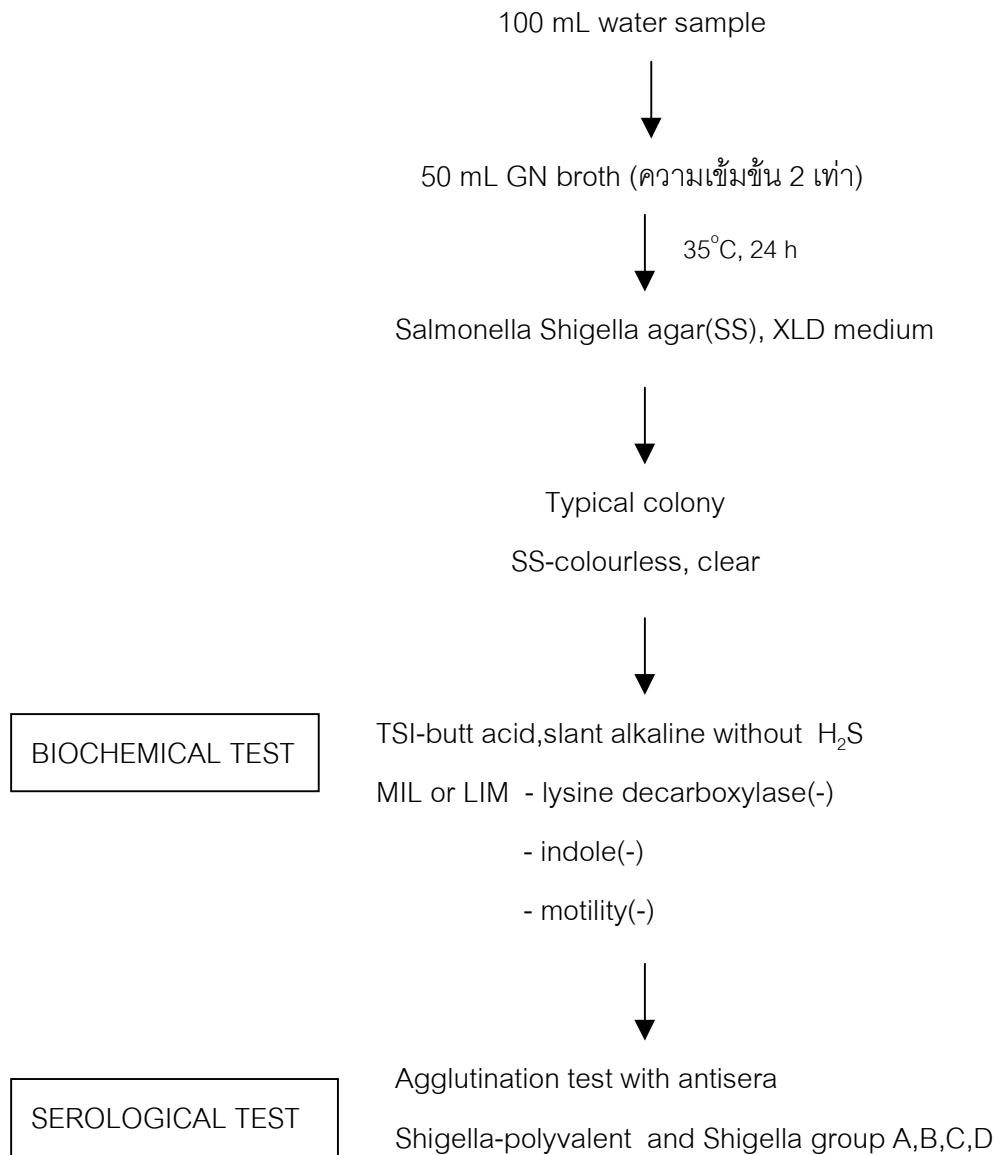 100 mL water sample
50 mL GN broth (ความเข้มข้น 2 เท่า)
35°C, 24 h
Salmonella Shigella agar(SS), XLD medium
Typical colony
SS-colourless, clear
BIOCHEMICAL TEST
TSI-butt acid,slant alkaline without H₂S
MIL or LIM - lysine decarboxylase(-)
- indole(-)
- motility(-)
SEROLOGICAL TEST
Agglutination test with antisera
Shigella-polyvalent and Shigella group A,B,C,D